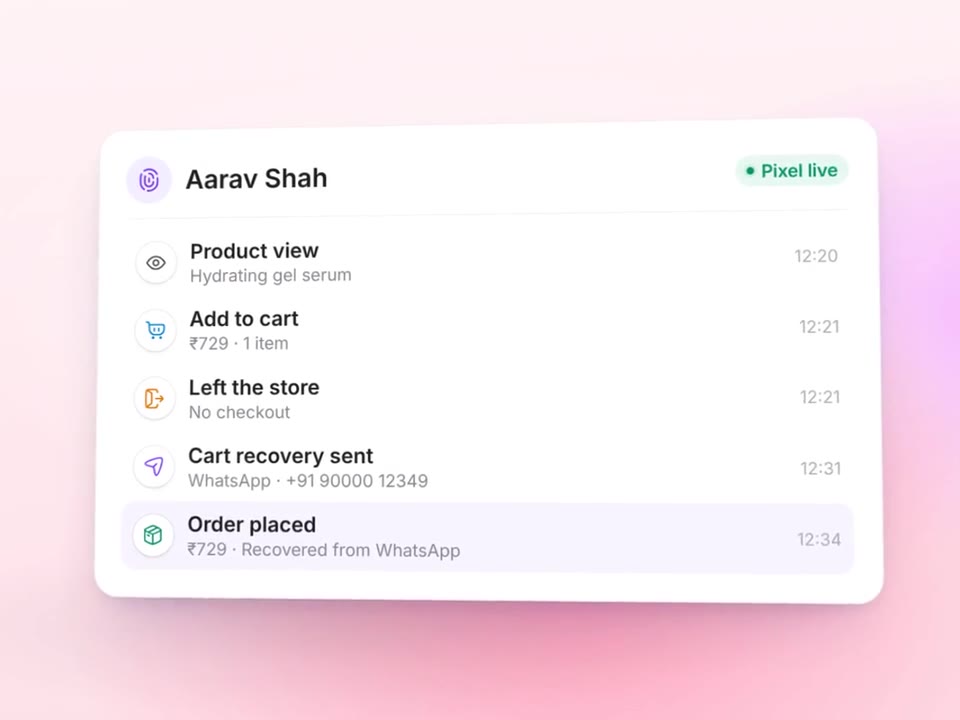 Aarav Shah
Pixel live
Product view
Hydrating gel serum
12:20
Add to cart
₹729 · 1 item
12:21
Left the store
No checkout
12:21
Cart recovery sent
WhatsApp · +91 90000 12349
12:31
Order placed
₹729 · Recovered from WhatsApp
12:34